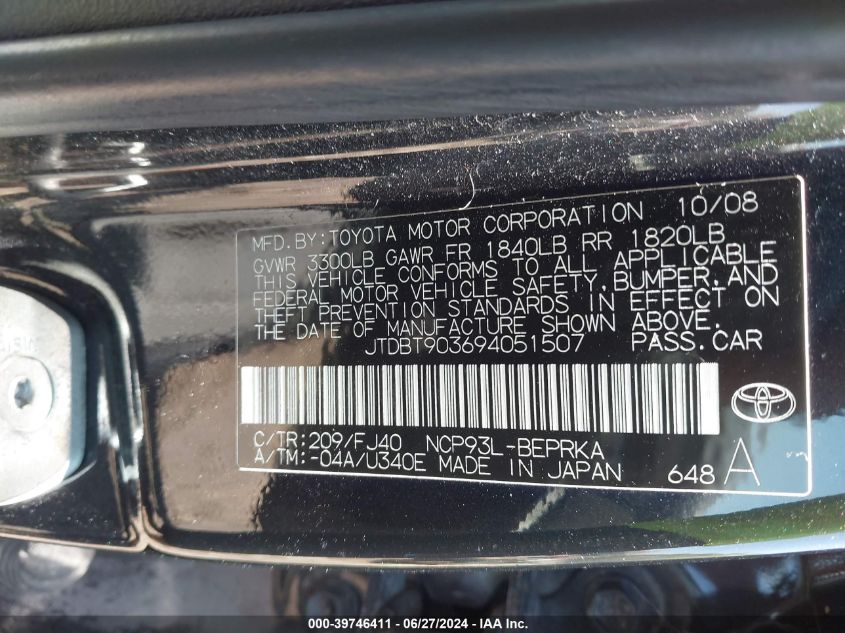 MFD.BY:TOYOTA MOTOR CORPORATION 10/08
GVWR 3300LB GAWR FR 1840LB RR 1820LB
THIS VEHICLE CONFORMS TO ALL APPLICABLE
FEDERAL MOTOR VEHICLE SAFETY,BUMPER,AND
THEFT PREVENTION STANDARDS IN EFFECT ON
THE DATE OF MANUFACTURE SHOWN ABOVE.
JTDBT903694051507 PASS.CAR
C/TR:209/FJ40 NCP93L-BEPRKA
A/TM:-04A/U340E MADE IN JAPAN 648 A
000-39746411 - 06/27/2024 - IAA Inc.